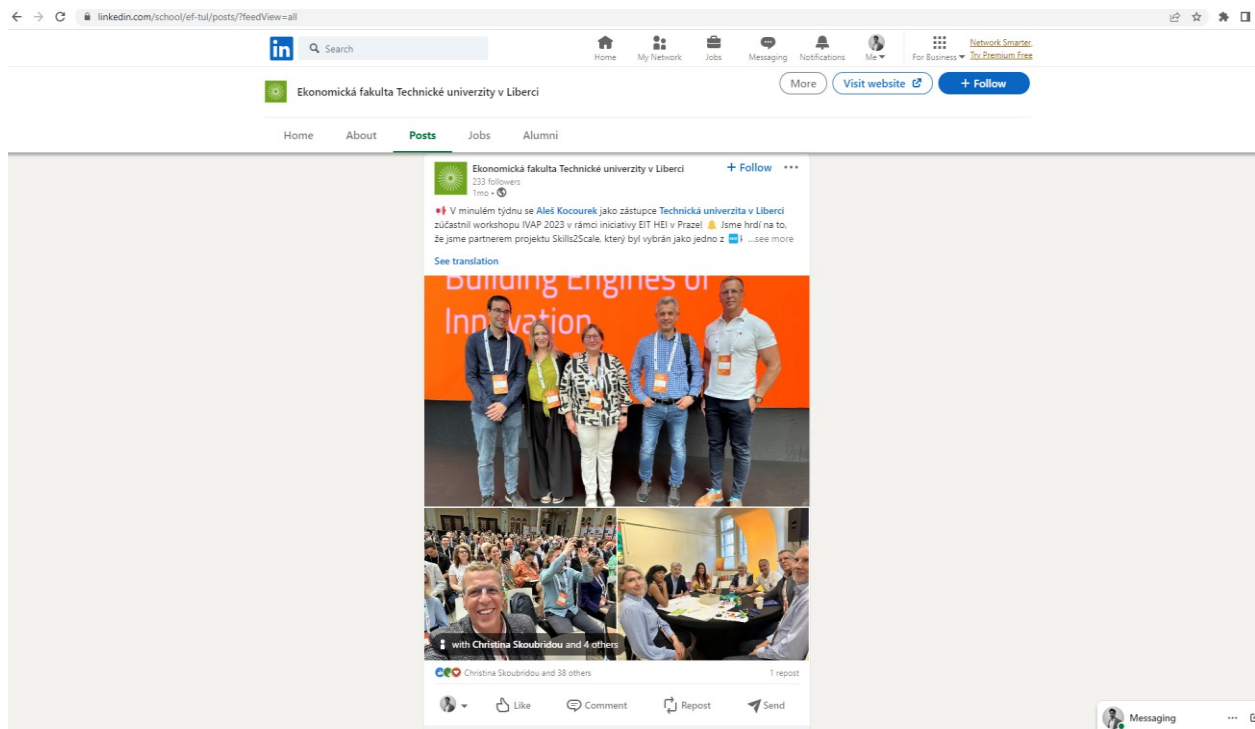 linkedin.com/school/ef-tul/posts/?feedView=all
in
Search
Home
My Network
Jobs
Messaging
Notifications
Me
For Business
Network Smarter,
Try Premium Free
Ekonomická fakulta Technické univerzity v Liberci
More
Visit website
+ Follow
Home
About
Posts
Jobs
Alumni
Ekonomická fakulta Technické univerzity v Liberci
+ Follow
233 followers
1mo •
V minulém týdnu se Aleš Kocourek jako zástupce Technická univerzita v Liberci
zúčastnil workshopu IVAP 2023 v rámci iniciativy EIT HEI v Praze! Jsme hrdí na to,
že jsme partnerem projektu Skills2Scale, který byl vybrán jako jedno z ...see more
See translation
Building Engines of
Innovation
with Christina Skoubridou and 4 others
Christina Skoubridou and 38 others
1 repost
Like
Comment
Repost
Send
Messaging